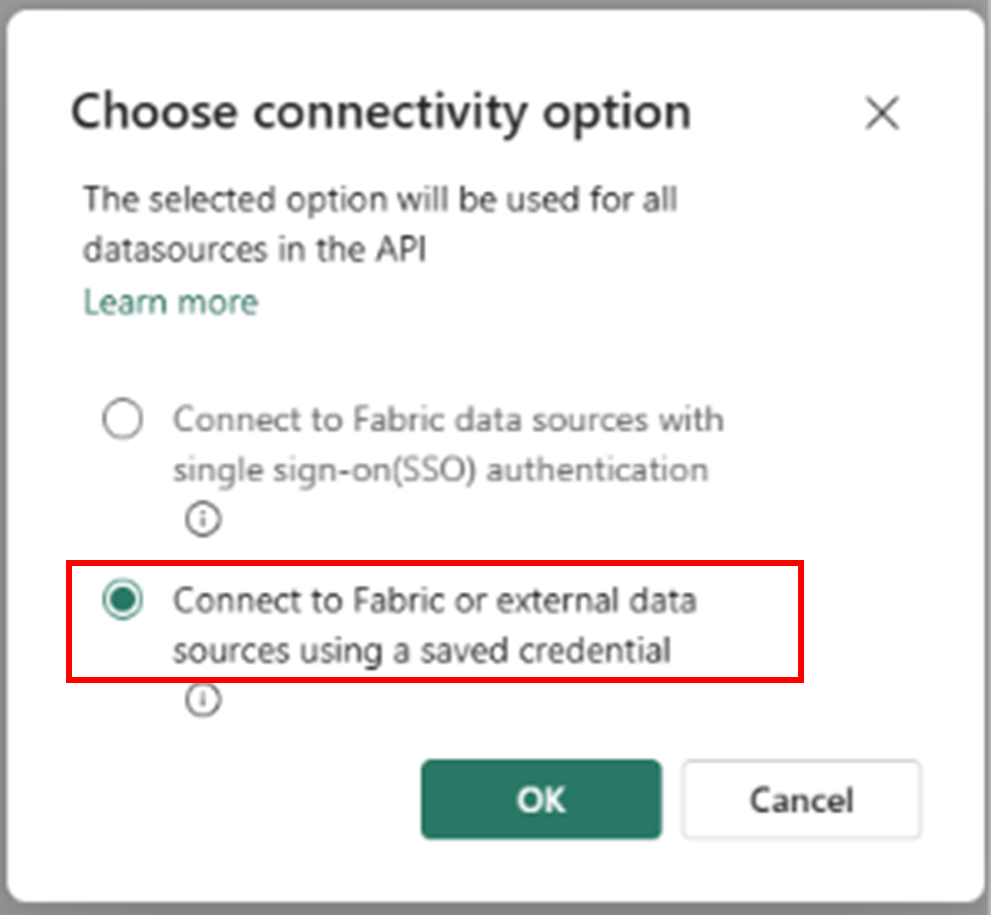 Choose connectivity option
The selected option will be used for all
datasources in the API
Learn more
Connect to Fabric data sources with
single sign-on(SSO) authentication
Connect to Fabric or external data
sources using a saved credential
OK
Cancel